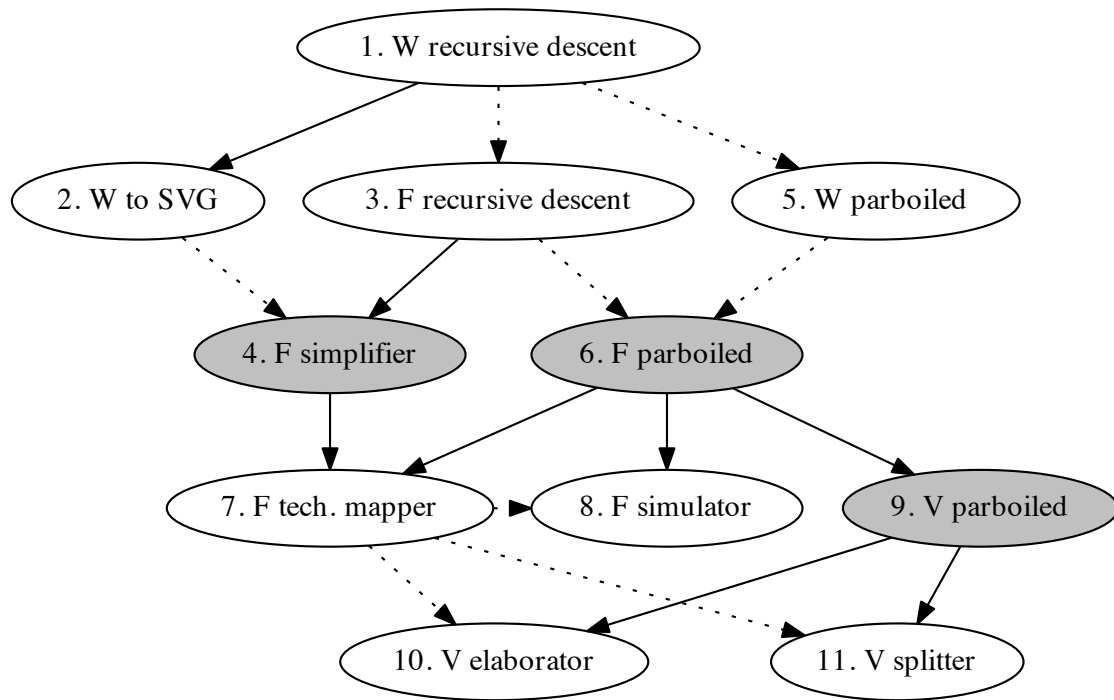 1. W recursive descent
2. W to SVG
3. F recursive descent
5. W parboiled
4. F simplifier
6. F parboiled
7. F tech. mapper
8. F simulator
9. V parboiled
10. V elaborator
11. V splitter